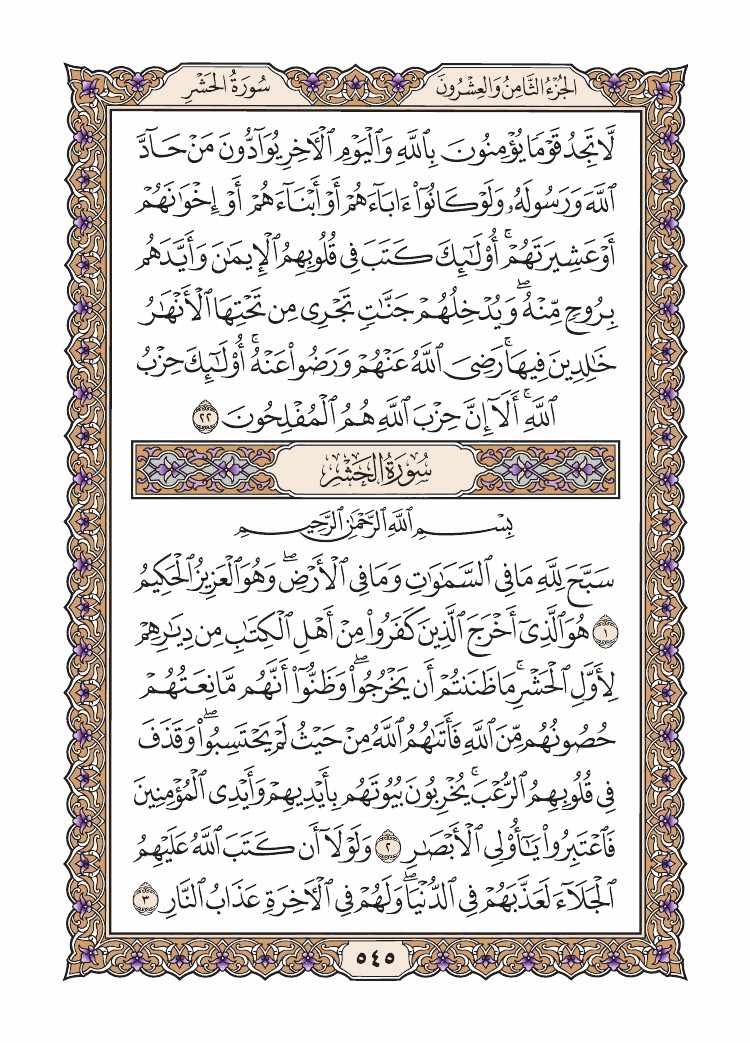 الجُزْءُ الثَّامِنُ وَالعِشْرُونَ
سُورَةُ الحَشْرِ
لَّا تَجِدُ قَوۡمٗا يُؤۡمِنُونَ بِٱللَّهِ وَٱلۡيَوۡمِ ٱلۡأٓخِرِ يُوَآدُّونَ مَنۡ حَآدَّ
ٱللَّهَ وَرَسُولَهُۥ وَلَوۡ كَانُوٓاْ ءَابَآءَهُمۡ أَوۡ أَبۡنَآءَهُمۡ أَوۡ إِخۡوَٰنَهُمۡ
أَوۡ عَشِيرَتَهُمۡۚ أُوْلَٰٓئِكَ كَتَبَ فِي قُلُوبِهِمُ ٱلۡإِيمَٰنَ وَأَيَّدَهُم
بِرُوحٖ مِّنۡهُۖ وَيُدۡخِلُهُمۡ جَنَّٰتٖ تَجۡرِي مِن تَحۡتِهَا ٱلۡأَنۡهَٰرُ
خَٰلِدِينَ فِيهَاۚ رَضِيَ ٱللَّهُ عَنۡهُمۡ وَرَضُواْ عَنۡهُۚ أُوْلَٰٓئِكَ حِزۡبُ
ٱللَّهِۚ أَلَآ إِنَّ حِزۡبَ ٱللَّهِ هُمُ ٱلۡمُفۡلِحُونَ ٢٢
سُورَةُ الحَشْرِ
بِسۡمِ ٱللَّهِ ٱلرَّحۡمَٰنِ ٱلرَّحِيمِ
سَبَّحَ لِلَّهِ مَا فِي ٱلسَّمَٰوَٰتِ وَمَا فِي ٱلۡأَرۡضِۖ وَهُوَ ٱلۡعَزِيزُ ٱلۡحَكِيمُ
١ هُوَ ٱلَّذِيٓ أَخۡرَجَ ٱلَّذِينَ كَفَرُواْ مِنۡ أَهۡلِ ٱلۡكِتَٰبِ مِن دِيَٰرِهِمۡ
لِأَوَّلِ ٱلۡحَشۡرِۚ مَا ظَنَنتُمۡ أَن يَخۡرُجُواْۖ وَظَنُّوٓاْ أَنَّهُم مَّانِعَتُهُمۡ
حُصُونُهُم مِّنَ ٱللَّهِ فَأَتَىٰهُمُ ٱللَّهُ مِنۡ حَيۡثُ لَمۡ يَحۡتَسِبُواْۖ وَقَذَفَ
فِي قُلُوبِهِمُ ٱلرُّعۡبَۚ يُخۡرِبُونَ بُيُوتَهُم بِأَيۡدِيهِمۡ وَأَيۡدِي ٱلۡمُؤۡمِنِينَ
فَٱعۡتَبِرُواْ يَٰٓأُوْلِي ٱلۡأَبۡصَٰرِ ٢ وَلَوۡلَآ أَن كَتَبَ ٱللَّهُ عَلَيۡهِمُ
ٱلۡجَلَآءَ لَعَذَّبَهُمۡ فِي ٱلدُّنۡيَاۖ وَلَهُمۡ فِي ٱلۡأٓخِرَةِ عَذَابُ ٱلنَّارِ ٣
٥٤٥